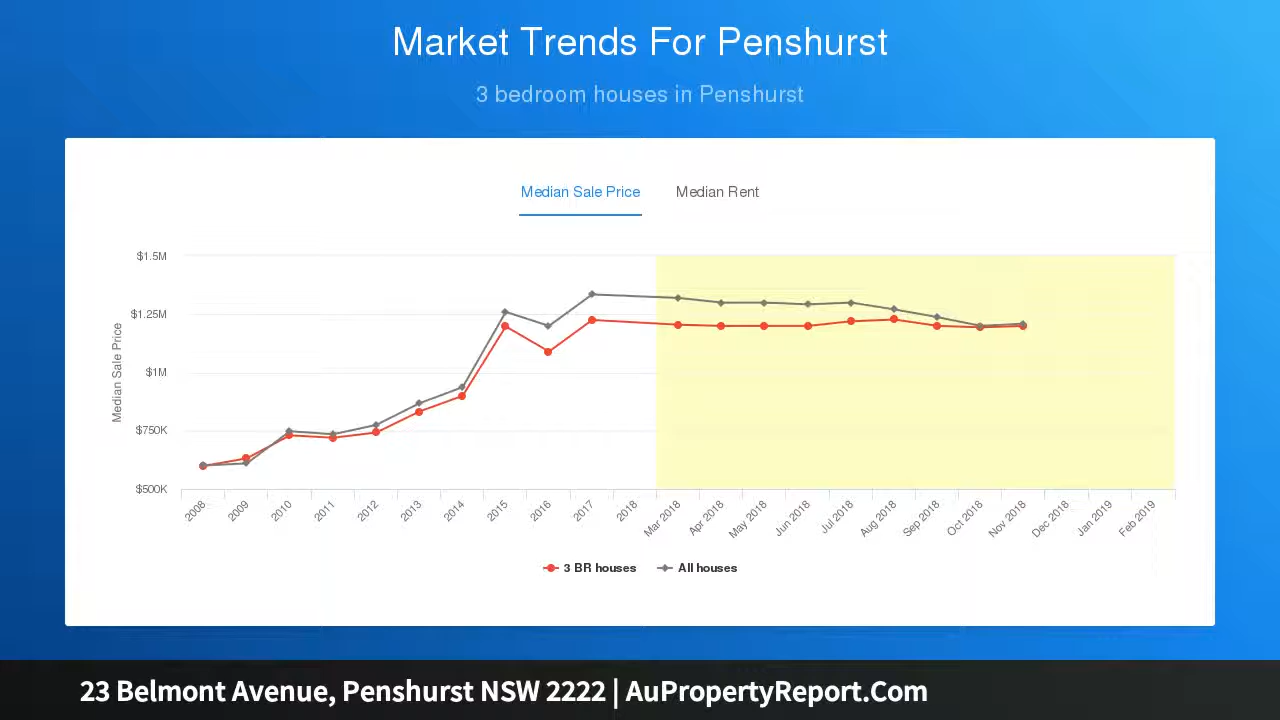 Market Trends For Penshurst
3 bedroom houses in Penshurst
Median Sale Price Median Rent
$1.5M
$1.25M
$1M
$750K
$500K
Median Sale Price
2008 2009 2010 2011 2012 2013 2014 2015 2016 2017 2018 Mar 2018 Apr 2018 May 2018 Jun 2018 Jul 2018 Aug 2018 Sep 2018 Oct 2018 Nov 2018 Dec 2018 Jan 2019 Feb 2019
3 BR houses All houses
23 Belmont Avenue, Penshurst NSW 2222 | AuPropertyReport.Com